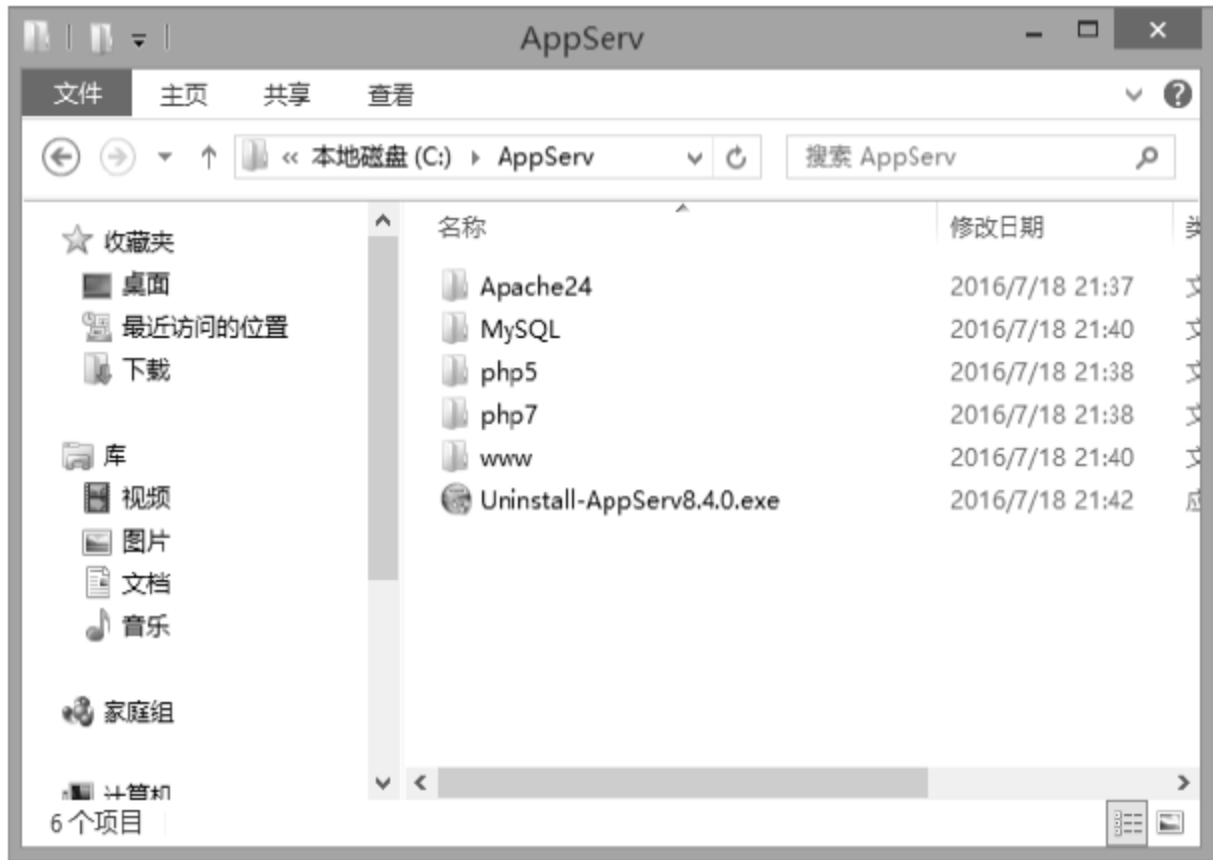 AppServ
文件 主页 共享 查看
« 本地磁盘 (C:) AppServ 搜索 AppServ
名称 修改日期
收藏夹
桌面
最近访问的位置
下载
库
视频
图片
文档
音乐
家庭组
计算机
Apache24 2016/7/18 21:37
MySQL 2016/7/18 21:40
php5 2016/7/18 21:38
php7 2016/7/18 21:38
www 2016/7/18 21:40
Uninstall-AppServ8.4.0.exe 2016/7/18 21:42
6 个项目